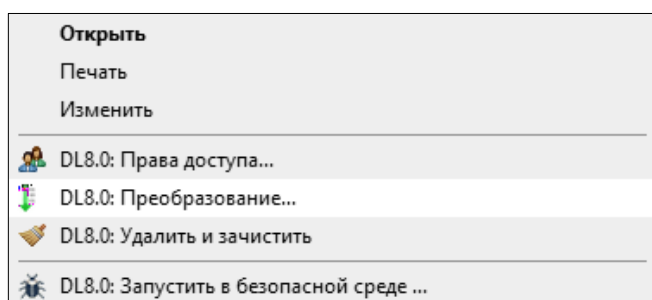 Открыть
Печать
Изменить
DL8.0: Права доступа...
DL8.0: Преобразование...
DL8.0: Удалить и зачистить
DL8.0: Запустить в безопасной среде ...